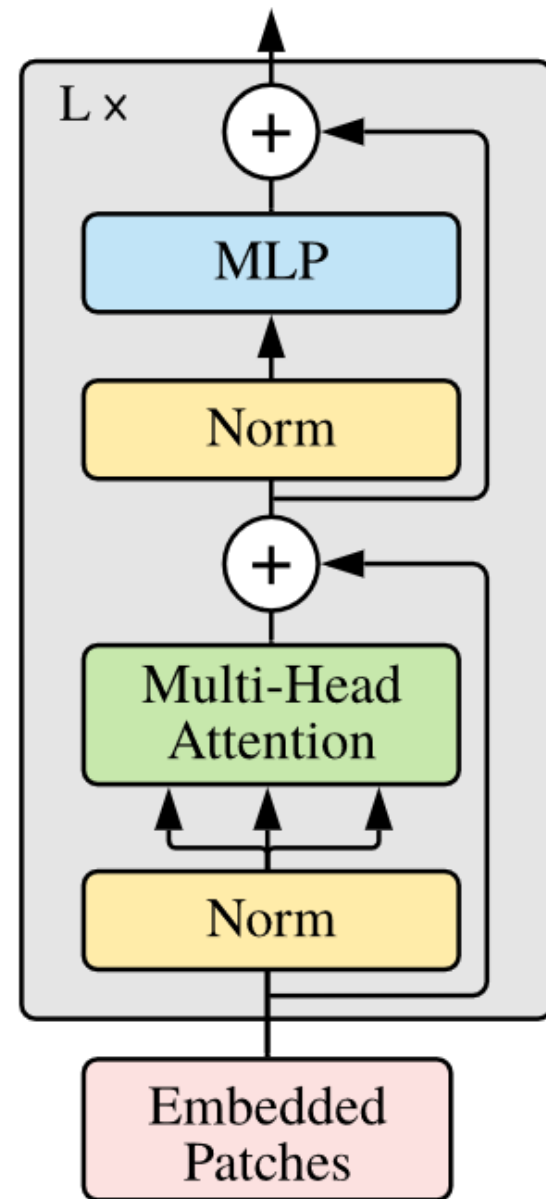 L ×
+
MLP
Norm
+
Multi-Head
Attention
Norm
Embedded
Patches